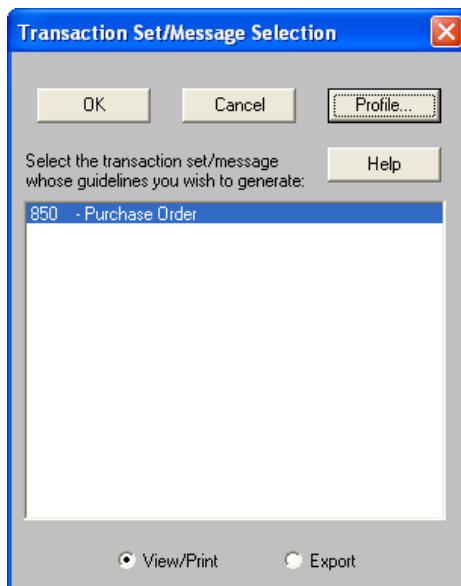 Transaction Set/Message Selection
OK Cancel Profile...
Select the transaction set/message
whose guidelines you wish to generate:
Help
850 - Purchase Order
View/Print Export